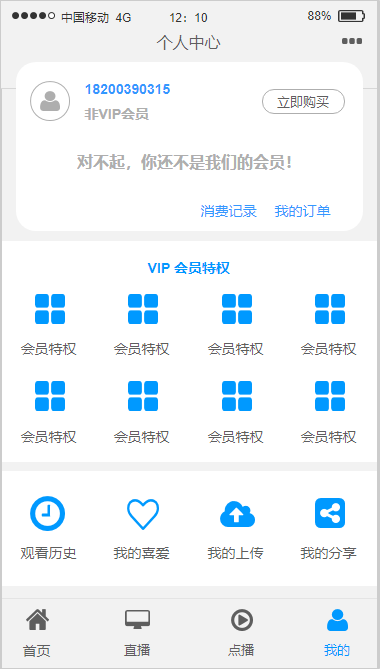 中国移动 4G 12：10 88%
个人中心
18200390315
非VIP会员
立即购买
对不起，你还不是我们的会员！
消费记录 我的订单
VIP 会员特权
会员特权 会员特权 会员特权 会员特权
会员特权 会员特权 会员特权 会员特权
观看历史 我的喜爱 我的上传 我的分享
首页 直播 点播 我的